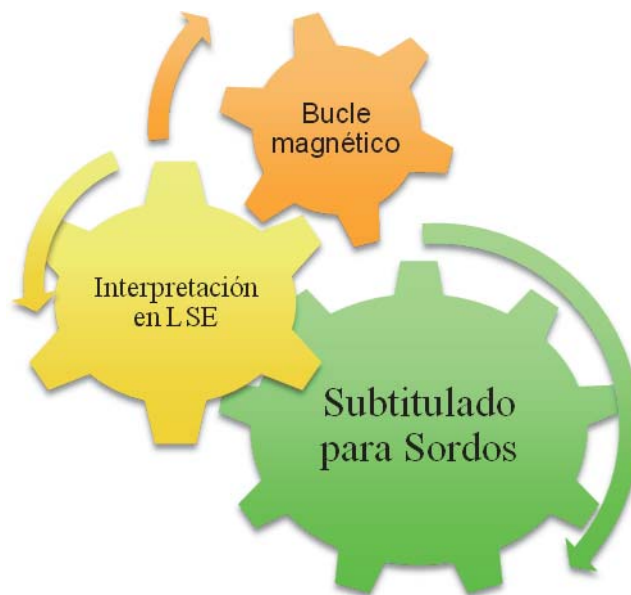 Bucle
magnético
Interpretación
en LSE
Subtitulado
para Sordos